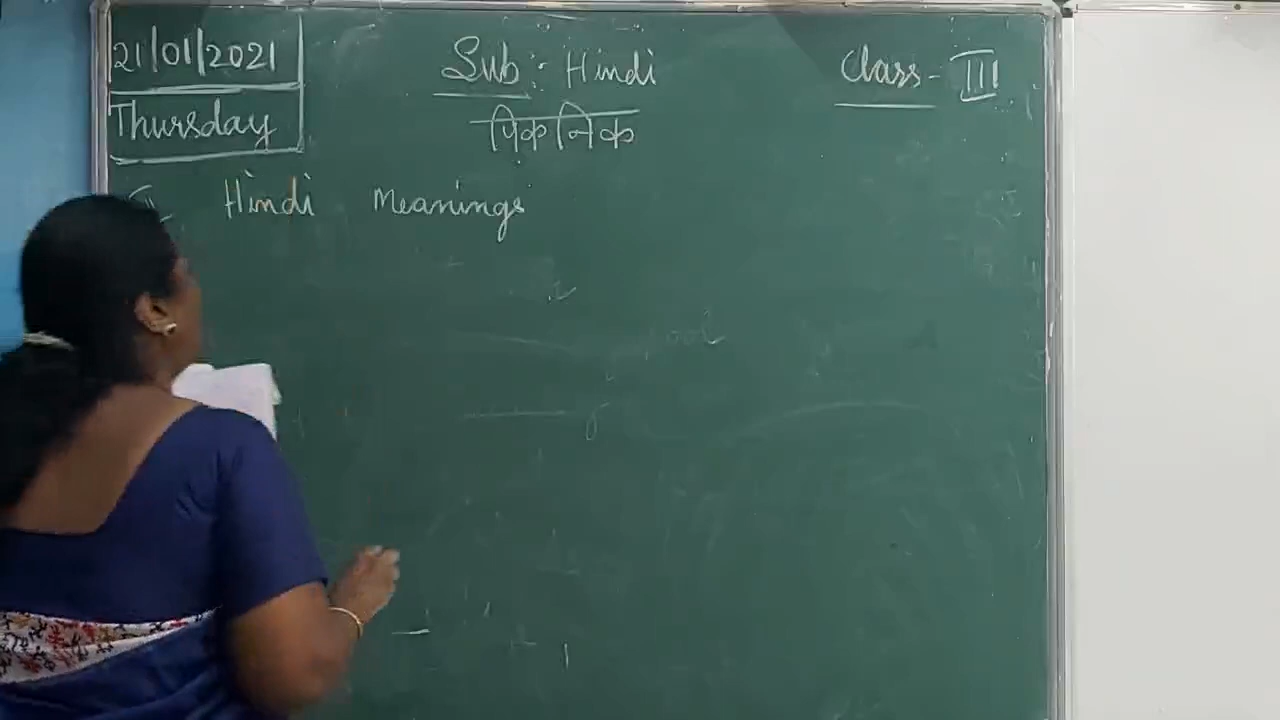 21/01/2021 Sub:- Hindi Class - III
Thursday पिकनिक
I Hindi Meanings